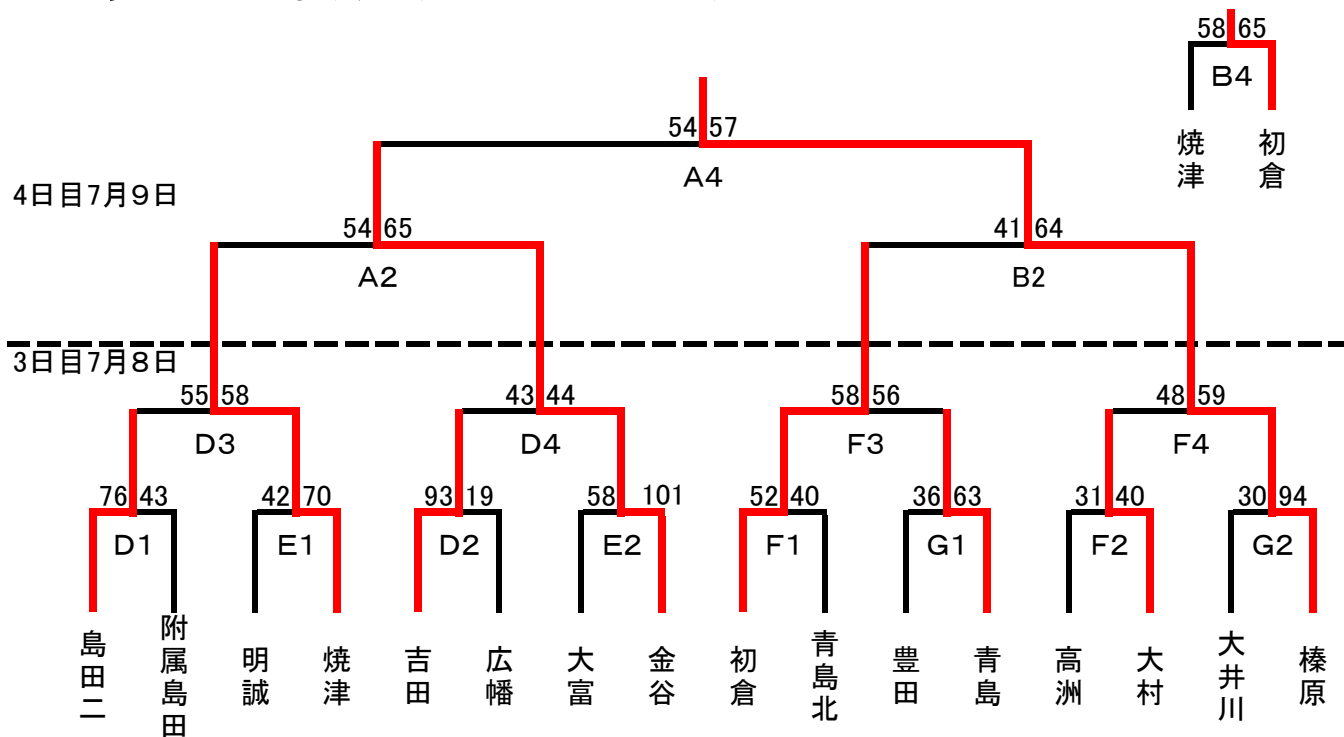 58 65
B4
焼津
初倉
54 57
A4
4日目7月9日
54 65
41 64
A2
B2
3日目7月8日
55 58
43 44
58 56
48 59
D3
D4
F3
F4
76 43
42 70
93 19
58 101
52 40
36 63
31 40
30 94
D1
E1
D2
E2
F1
G1
F2
G2
島田二
附属島田
明誠
焼津
吉田
広幡
大富
金谷
初倉
青島北
豊田
青島
高洲
大村
大井川
榛原